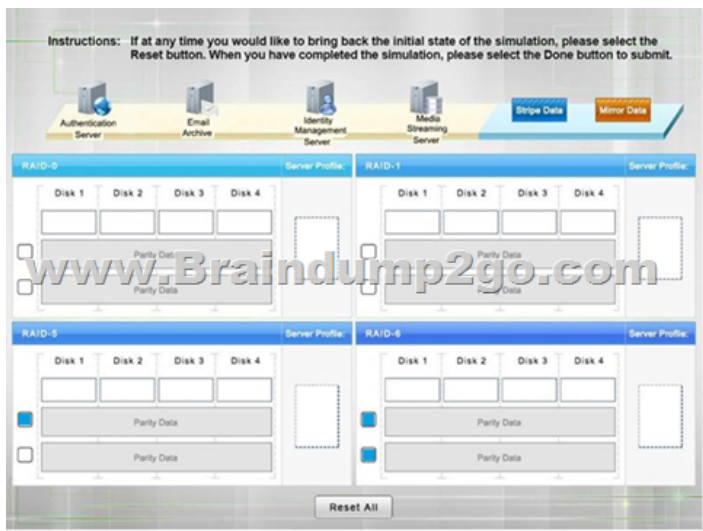 Instructions: If at any time you would like to bring back the initial state of the simulation, please select the
Reset button. When you have completed the simulation, please select the Done button to submit.
Authentication
Server
Email
Archive
Identity
Management
Server
Media
Streaming
Server
Stripe Data
Mirror Data
RAID-0
Server Profile:
Disk 1 Disk 2 Disk 3 Disk 4
Parity Data
Parity Data
RAID-1
Server Profile:
Disk 1 Disk 2 Disk 3 Disk 4
Parity Data
Parity Data
www.Braindump2go.com
RAID-5
Server Profile:
Disk 1 Disk 2 Disk 3 Disk 4
Parity Data
Parity Data
RAID-6
Server Profile:
Disk 1 Disk 2 Disk 3 Disk 4
Parity Data
Parity Data
Reset All